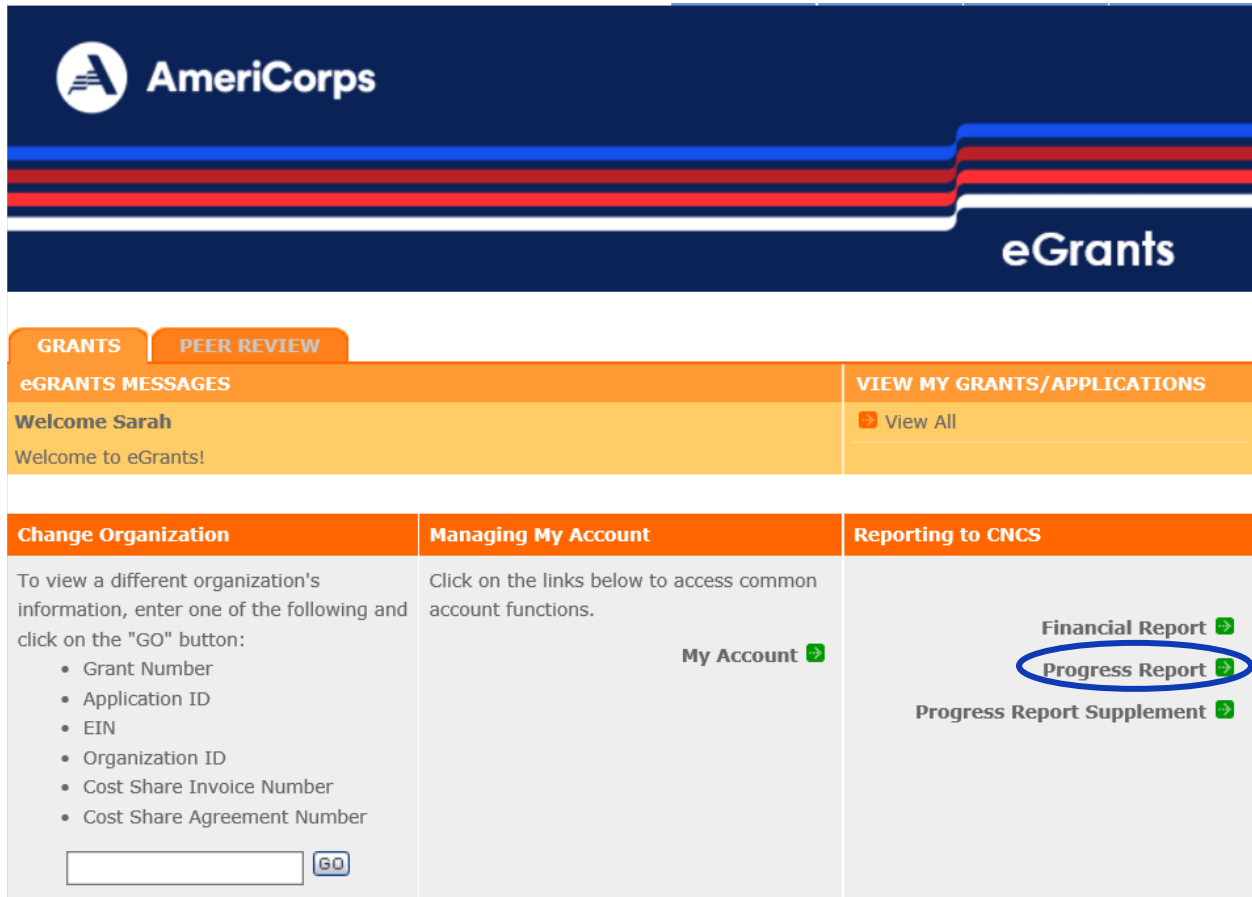 AmeriCorps
eGrants
GRANTS
PEER REVIEW
eGRANTS MESSAGES
Welcome Sarah
Welcome to eGrants!
VIEW MY GRANTS/APPLICATIONS
View All
Change Organization
To view a different organization's
information, enter one of the following and
click on the "GO" button:
• Grant Number
• Application ID
• EIN
• Organization ID
• Cost Share Invoice Number
• Cost Share Agreement Number
GO
Managing My Account
Click on the links below to access common
account functions.
My Account
Reporting to CNCS
Financial Report
Progress Report
Progress Report Supplement